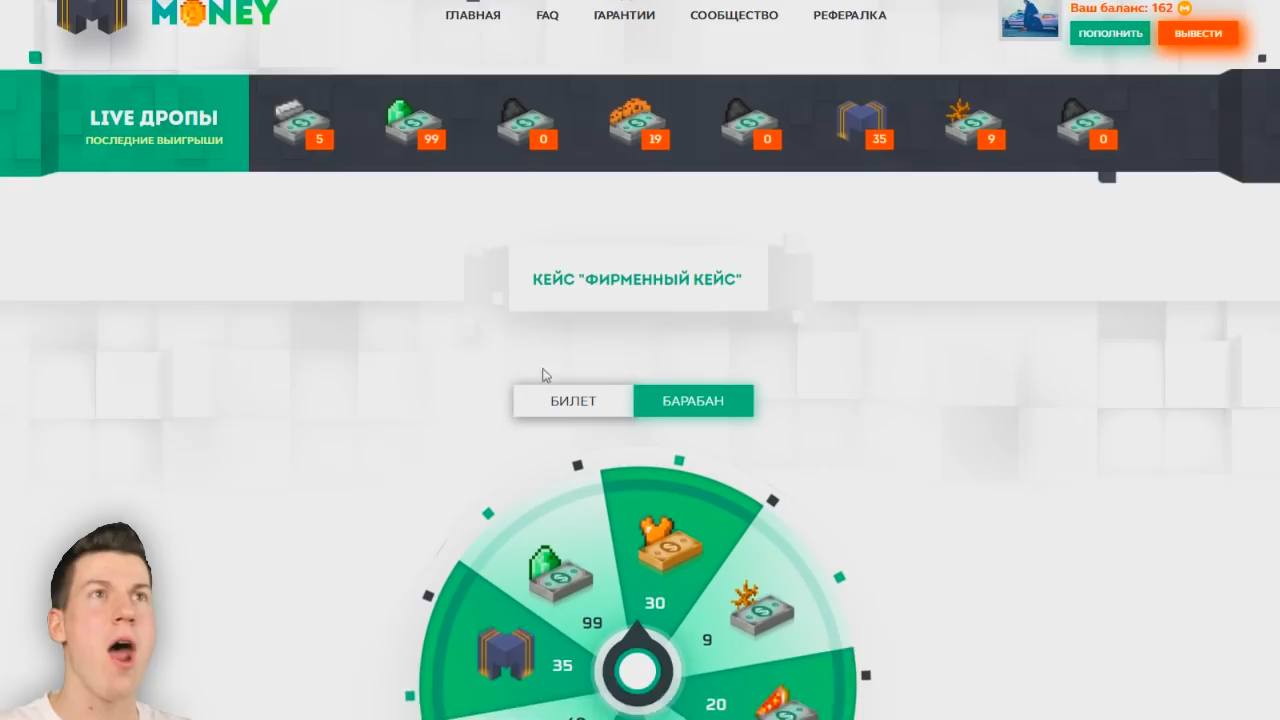 MONEY
ГЛАВНАЯ
FAQ
ГАРАНТИИ
СООБЩЕСТВО
РЕФЕРАЛКА
Ваш баланс: 162
ПОПОЛНИТЬ
ВЫВЕСТИ
LIVE ДРОПЫ
ПОСЛЕДНИЕ ВЫИГРЫШИ
5
99
0
19
0
35
9
0
КЕЙС "ФИРМЕННЫЙ КЕЙС"
БИЛЕТ
БАРАБАН
30
99
9
35
20